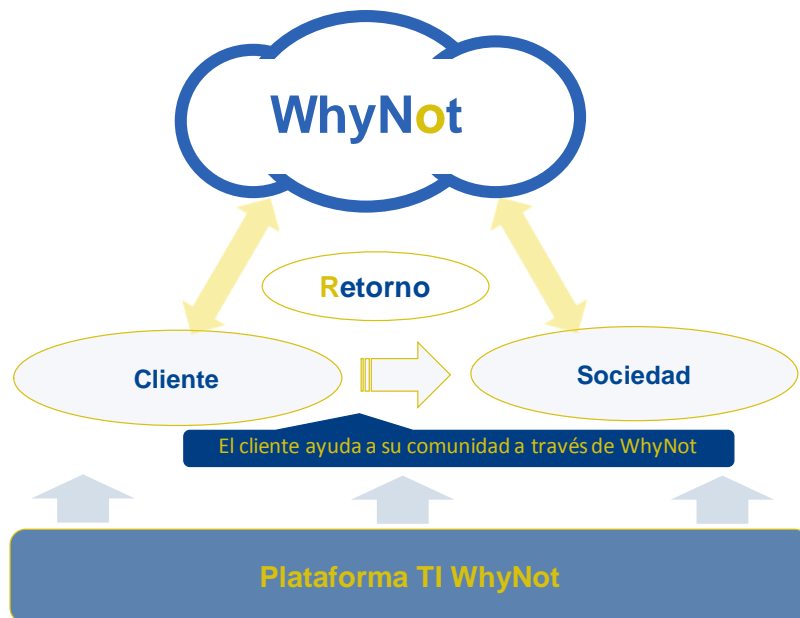 WhyNot
Retorno
Cliente
Sociedad
El cliente ayuda a su comunidad a través de WhyNot
Plataforma TI WhyNot